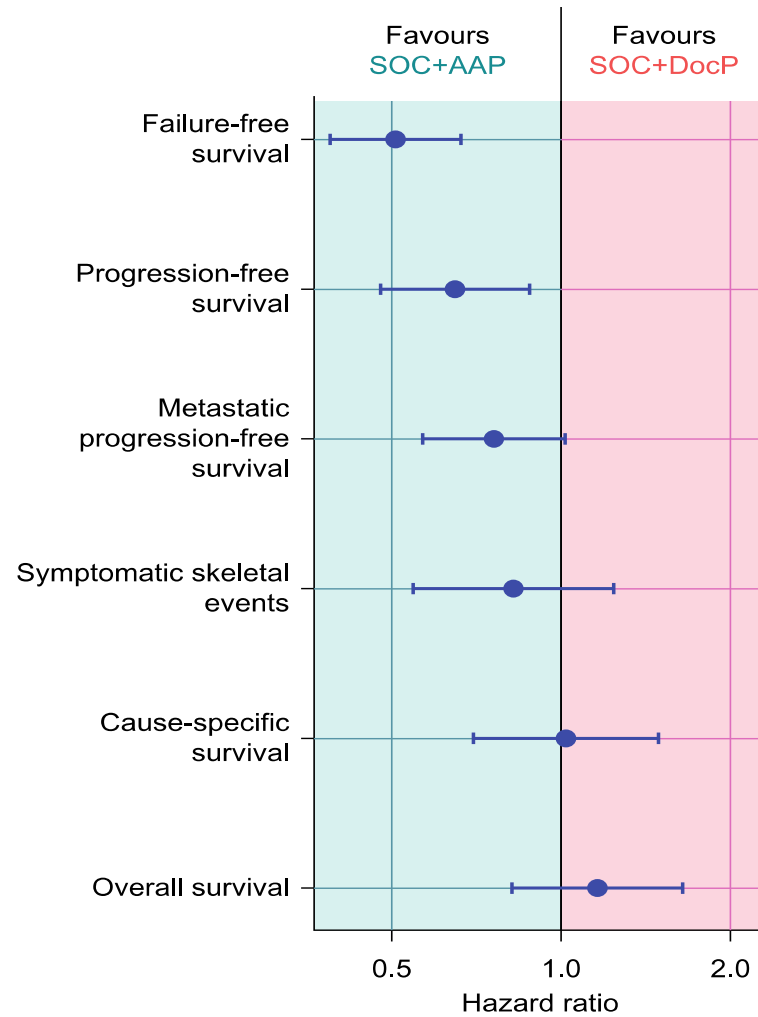 Favours
SOC+AAP
Favours
SOC+DocP
Failure-free
survival
Progression-free
survival
Metastatic
progression-free
survival
Symptomatic skeletal
events
Cause-specific
survival
Overall survival
0.5
1.0
2.0
Hazard ratio